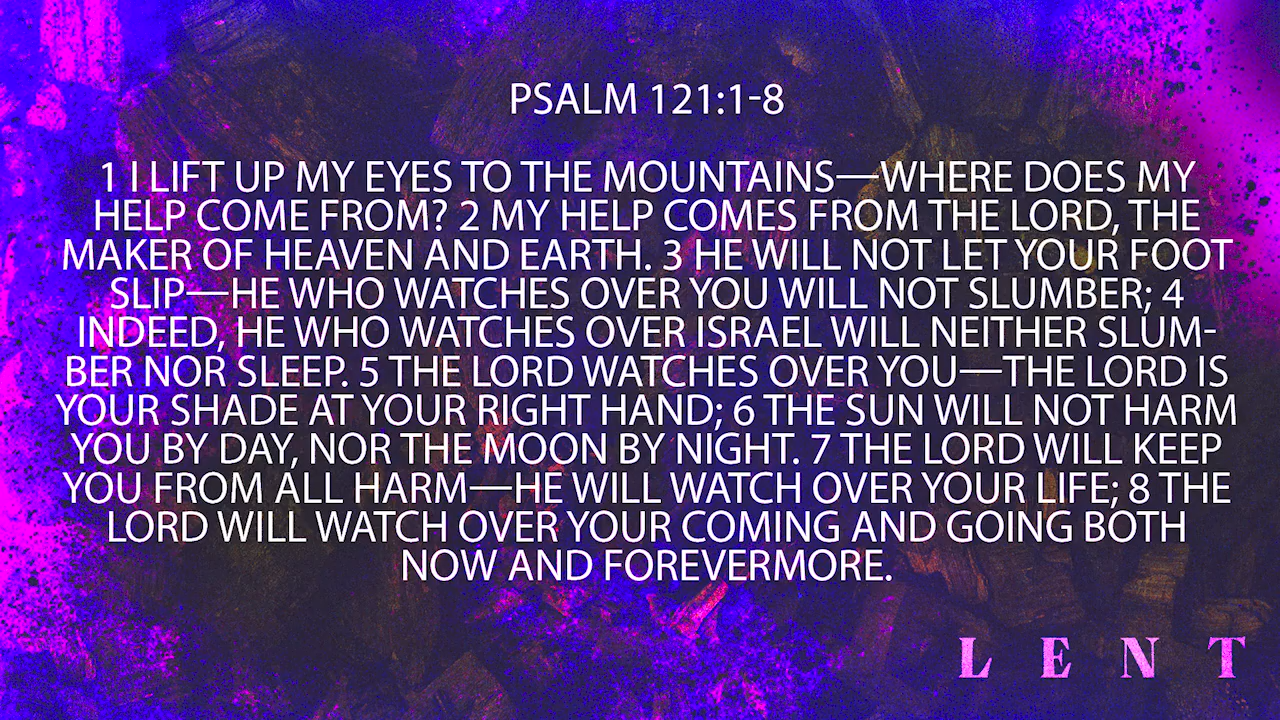 PSALM 121:1-8
1 I LIFT UP MY EYES TO THE MOUNTAINS—WHERE DOES MY
HELP COME FROM? 2 MY HELP COMES FROM THE LORD, THE
MAKER OF HEAVEN AND EARTH. 3 HE WILL NOT LET YOUR FOOT
SLIP—HE WHO WATCHES OVER YOU WILL NOT SLUMBER; 4
INDEED, HE WHO WATCHES OVER ISRAEL WILL NEITHER SLUM-
BER NOR SLEEP. 5 THE LORD WATCHES OVER YOU—THE LORD IS
YOUR SHADE AT YOUR RIGHT HAND; 6 THE SUN WILL NOT HARM
YOU BY DAY, NOR THE MOON BY NIGHT. 7 THE LORD WILL KEEP
YOU FROM ALL HARM—HE WILL WATCH OVER YOUR LIFE; 8 THE
LORD WILL WATCH OVER YOUR COMING AND GOING BOTH
NOW AND FOREVERMORE.
LENT